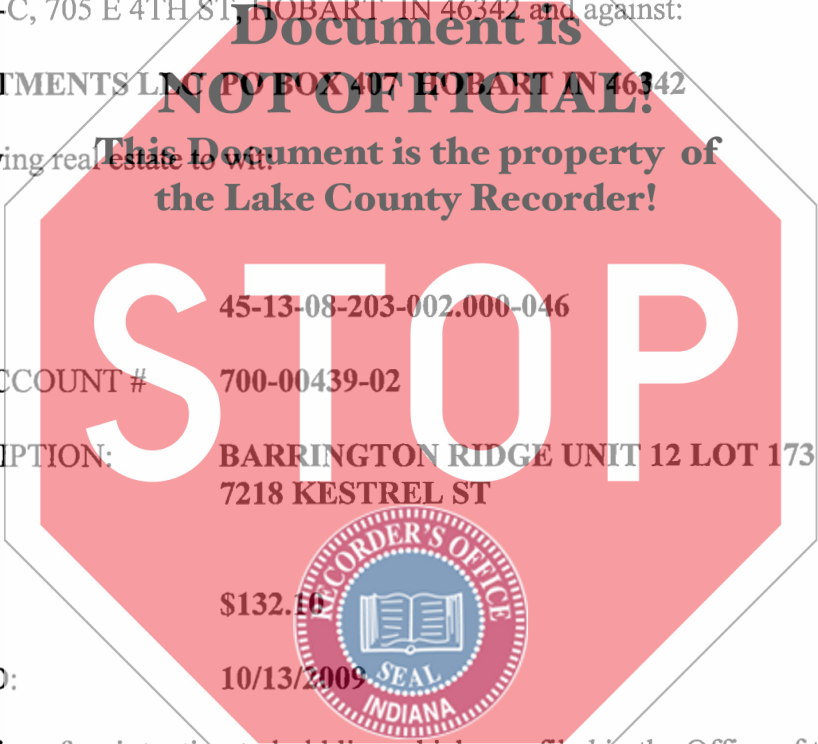 -C, 705 E 4TH ST, HOBART IN 46342 and against:
Document is
TMENTS LLC PO BOX 407 HOBART IN 46342
NOT OFFICIAL!
ving real estate to wit:
This Document is the property of
the Lake County Recorder!
STOP
45-13-08-203-002.000-046
CCOUNT # 700-00439-02
IPTION: BARRINGTON RIDGE UNIT 12 LOT 173
7218 KESTREL ST
RECORDER'S OFFICE
$132.10
SEAL
D: 10/13/2009
INDIANA